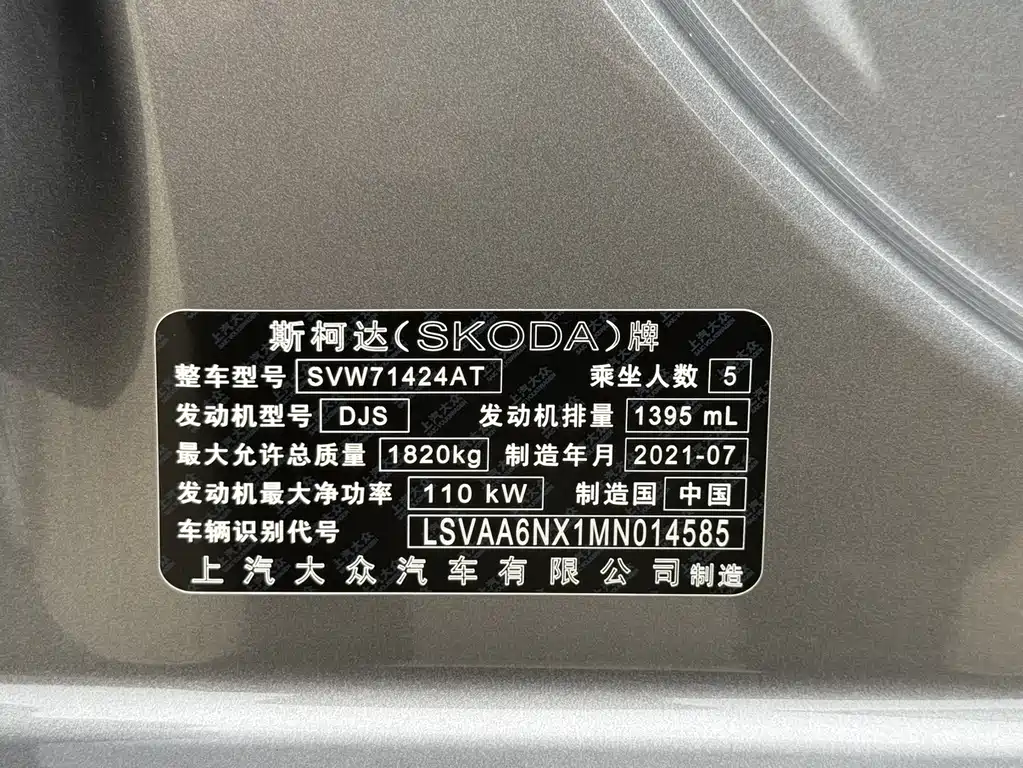 斯柯达(SKODA)牌
整车型号 SVW71424AT 乘坐人数 5
发动机型号 DJS 发动机排量 1395 mL
最大允许总质量 1820kg 制造年月 2021-07
发动机最大净功率 110 kW 制造国 中国
车辆识别代号 LSVAA6NX1MN014585
上汽大众汽车有限公司制造